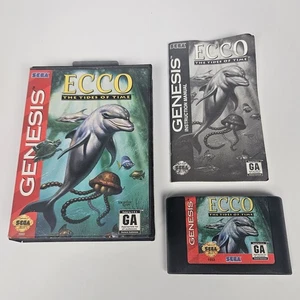 SEGA
ECCO
THE TIDES OF TIME
GENESIS
SEGA
GA
SEGA
ECCO
THE TIDES OF TIME
GENESIS
INSTRUCTION MANUAL
GA
ECCO
THE TIDES OF TIME
GENESIS
SEGA
GA